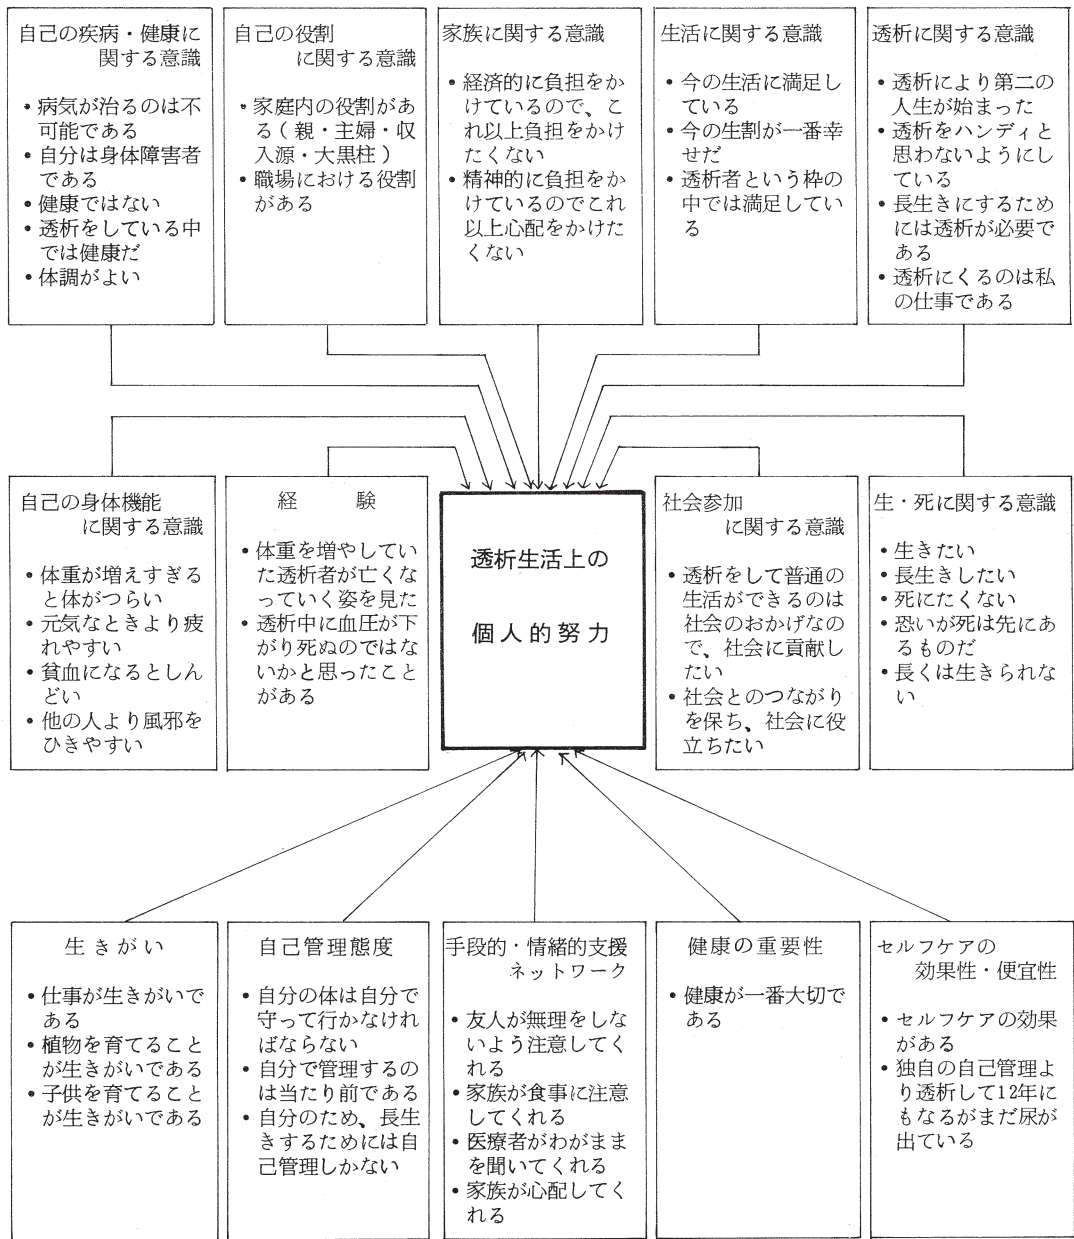 自己の疾病・健康に
関する意識
・病気が治るのは不
可能である
・自分は身体障害者
である
・健康ではない
・透析をしている中
では健康だ
・体調がよい
自己の役割
に関する意識
・家庭内の役割があ
る（親・主婦・収
入源・大黒柱）
・職場における役割
がある
家族に関する意識
・経済的に負担をか
けているので、こ
れ以上負担をかけ
たくない
・精神的に負担をか
けているのでこれ
以上心配をかけた
くない
生活に関する意識
・今の生活に満足し
ている
・今の生割が一番幸
せだ
・透析者という枠の
中では満足してい
る
透析に関する意識
・透析により第二の
人生が始まった
・透析をハンディと
思わないようにし
ている
・長生きにするため
には透析が必要で
ある
・透析にくるのは私
の仕事である
自己の身体機能
に関する意識
・体重が増えすぎる
と体がつらい
・元気なときより疲
れやすい
・貧血になるとしん
どい
・他の人より風邪を
ひきやすい
経　験
・体重を増やしてい
た透析者が亡くな
っていく姿を見た
・透析中に血圧が下
がり死ぬのではな
いかと思ったこと
がある
透析生活上の
個人的努力
社会参加
に関する意識
・透析をして普通の
生活ができるのは
社会のおかげなの
で、社会に貢献し
たい
・社会とのつながり
を保ち、社会に役
立ちたい
生・死に関する意識
・生きたい
・長生きしたい
・死にたくない
・恐いが死は先にあ
るものだ
・長くは生きられな
い
生きがい
・仕事が生きがいで
ある
・植物を育てること
が生きがいである
・子供を育てること
が生きがいである
自己管理態度
・自分の体は自分で
守って行かなけれ
ばならない
・自分で管理するの
は当たり前である
・自分のため、長生
きするためには自
己管理しかない
手段的・情緒的支援
ネットワーク
・友人が無理をしな
いよう注意してく
れる
・家族が食事に注意
してくれる
・医療者がわがまま
を聞いてくれる
・家族が心配してく
れる
健康の重要性
・健康が一番大切で
ある
セルフケアの
効果性・便宜性
・セルフケアの効果
がある
・独自の自己管理よ
り透析して12年に
もなるがまだ尿が
出ている